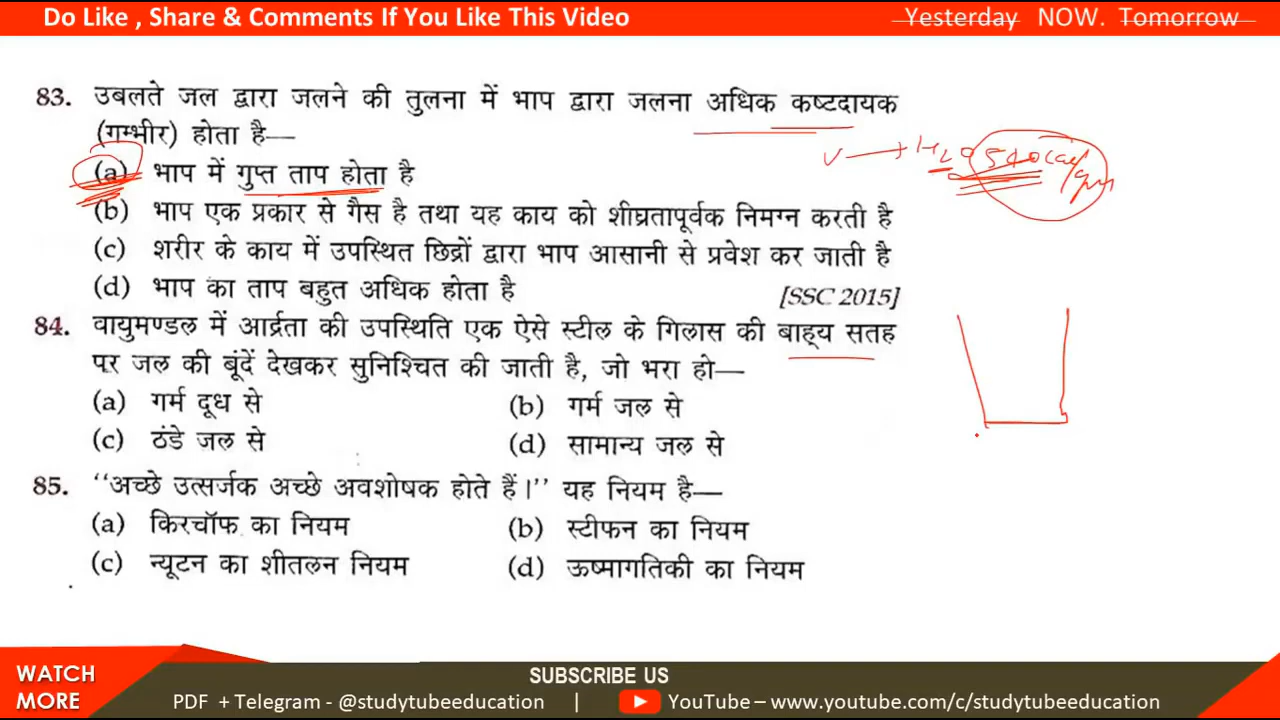 Do Like , Share & Comments If You Like This Video
Yesterday NOW. Tomorrow
83. उबलते जल द्वारा जलने की तुलना में भाप द्वारा जलना अधिक कष्टदायक
(गम्भीर) होता है—
(a) भाप में गुप्त ताप होता है
(b) भाप एक प्रकार से गैस है तथा यह काय को शीघ्रतापूर्वक निमग्न करती है
(c) शरीर के काय में उपस्थित छिद्रों द्वारा भाप आसानी से प्रवेश कर जाती है
(d) भाप का ताप बहुत अधिक होता है [SSC 2015]
V → H₂O 540 cal/gm
84. वायुमण्डल में आर्द्रता की उपस्थिति एक ऐसे स्टील के गिलास की बाह्य सतह
पर जल की बूंदें देखकर सुनिश्चित की जाती है, जो भरा हो—
(a) गर्म दूध से (b) गर्म जल से
(c) ठंडे जल से (d) सामान्य जल से
85. ‘‘अच्छे उत्सर्जक अच्छे अवशोषक होते हैं।’’ यह नियम है—
(a) किरचॉफ का नियम (b) स्टीफन का नियम
(c) न्यूटन का शीतलन नियम (d) ऊष्मागतिकी का नियम
WATCH
MORE
SUBSCRIBE US
PDF + Telegram - @studytubeeducation | YouTube – www.youtube.com/c/studytubeeducation